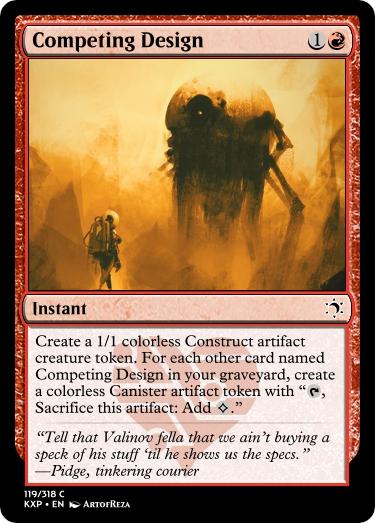 Competing Design 1
Instant
Create a 1/1 colorless Construct artifact
creature token. For each other card named
Competing Design in your graveyard, create
a colorless Canister artifact token with “,
Sacrifice this artifact: Add .”
“Tell that Valinov fella that we ain't buying a
speck of his stuff 'til he shows us the specs.”
—Pidge, tinkering courier
119/318 C
KXP • EN ArtofReza